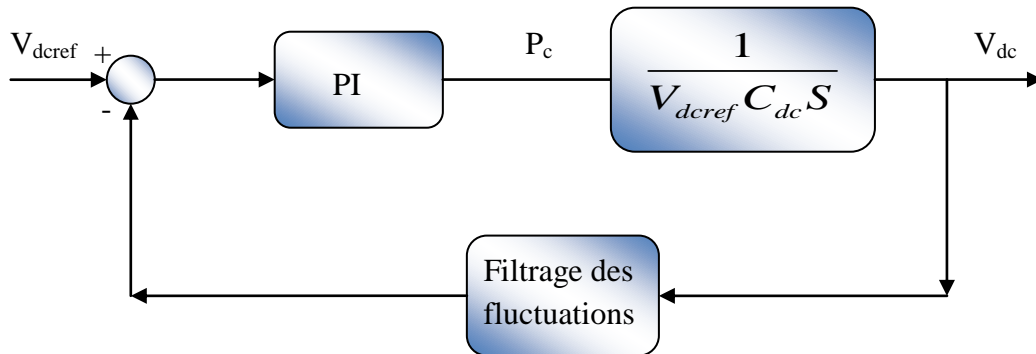 V_dcref
+
-
PI
P_c
1
V_dcref C_dc S
V_dc
Filtrage des
fluctuations